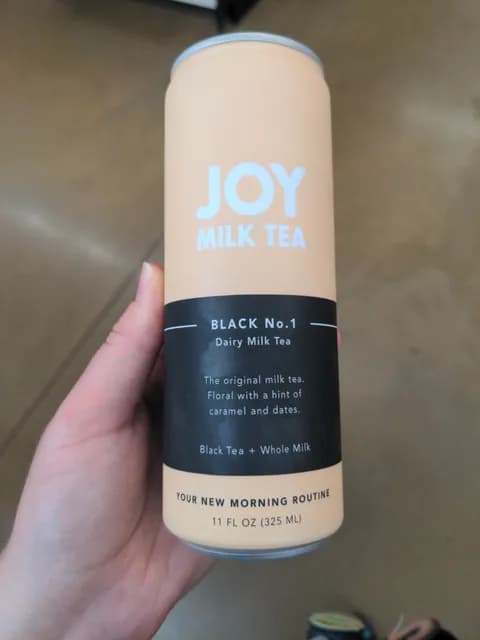 JOY
MILK TEA
BLACK No.1
Dairy Milk Tea
The original milk tea.
Floral with a hint of
caramel and dates.
Black Tea + Whole Milk
YOUR NEW MORNING ROUTINE
11 FL OZ (325 ML)